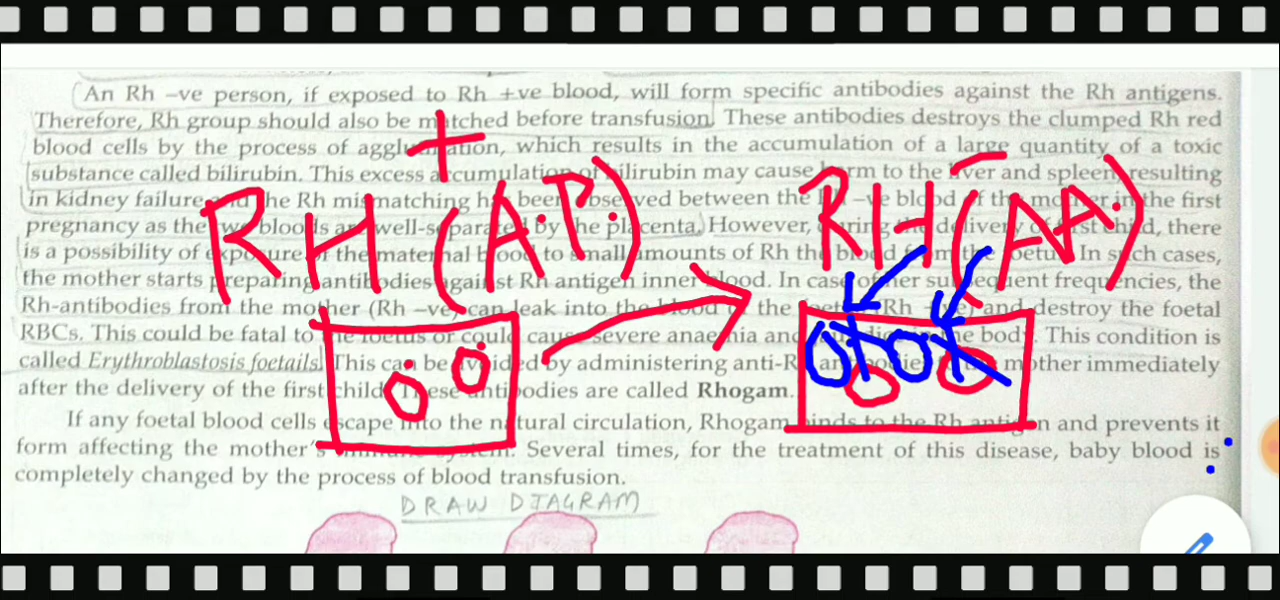 An Rh –ve person, if exposed to Rh +ve blood, will form specific antibodies against the Rh antigens.
Therefore, Rh group should also be matched before transfusion. These antibodies destroys the clumped Rh red
blood cells by the process of agglutination, which results in the accumulation of a large quantity of a toxic
substance called bilirubin. This excess accumulation of bilirubin may cause harm to the liver and spleen resulting
in kidney failure and the Rh mismatching has been observed between the Rh –ve blood of the mother in the first
pregnancy as the two bloods are well-separated by the placenta. However, during the delivery of first child, there
is a possibility of exposure of the maternal blood to small amounts of Rh the blood from the foetus. In such cases,
the mother starts preparing antibodies against Rh antigen inner blood. In case of her subsequent frequencies, the
Rh-antibodies from the mother (Rh –ve) can leak into the blood of the foetus (Rh and destroy the foetal
RBCs. This could be fatal to the foetus or could cause severe anaemia and the body. This condition is
called Erythroblastosis foetails. This can be avoided by administering anti-Rh antibodies mother immediately
after the delivery of the first child. These antibodies are called Rhogam.
If any foetal blood cells escape into the natural circulation, Rhogam binds to the Rh antigen and prevents it
form affecting the mother's immune system. Several times, for the treatment of this disease, baby blood is
completely changed by the process of blood transfusion.
DRAW DIAGRAM
+
RH (A.P.)
RH (AA.)